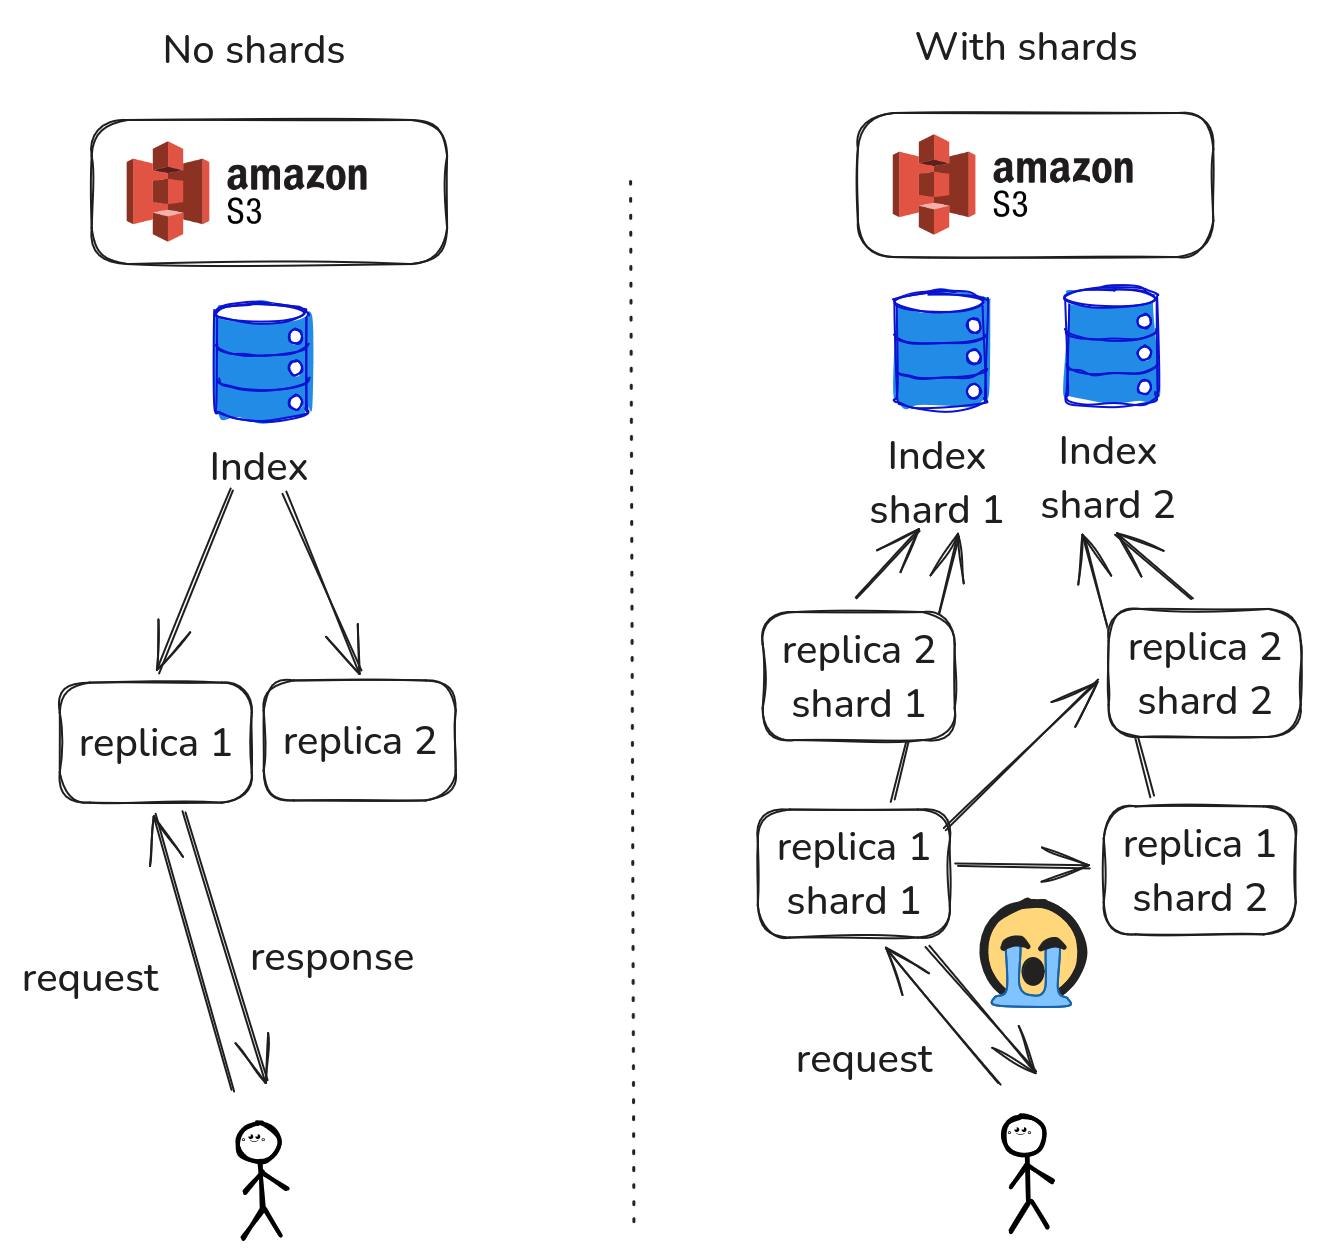 No shards
amazon
S3
Index
replica 1
replica 2
request
response
With shards
amazon
S3
Index
shard 1
Index
shard 2
replica 2
shard 1
replica 2
shard 2
replica 1
shard 1
replica 1
shard 2
request